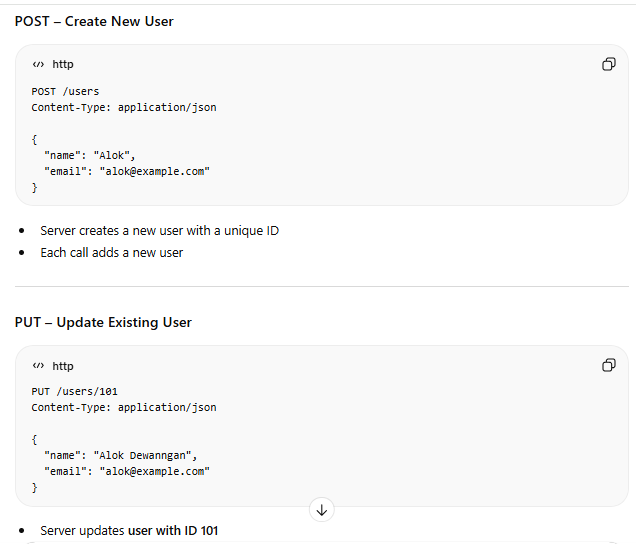 POST – Create New User
http
POST /users
Content-Type: application/json
{
"name": "Alok",
"email": "alok@example.com"
}
Server creates a new user with a unique ID
Each call adds a new user
PUT – Update Existing User
http
PUT /users/101
Content-Type: application/json
{
"name": "Alok Dewanngan",
"email": "alok@example.com"
}
Server updates user with ID 101